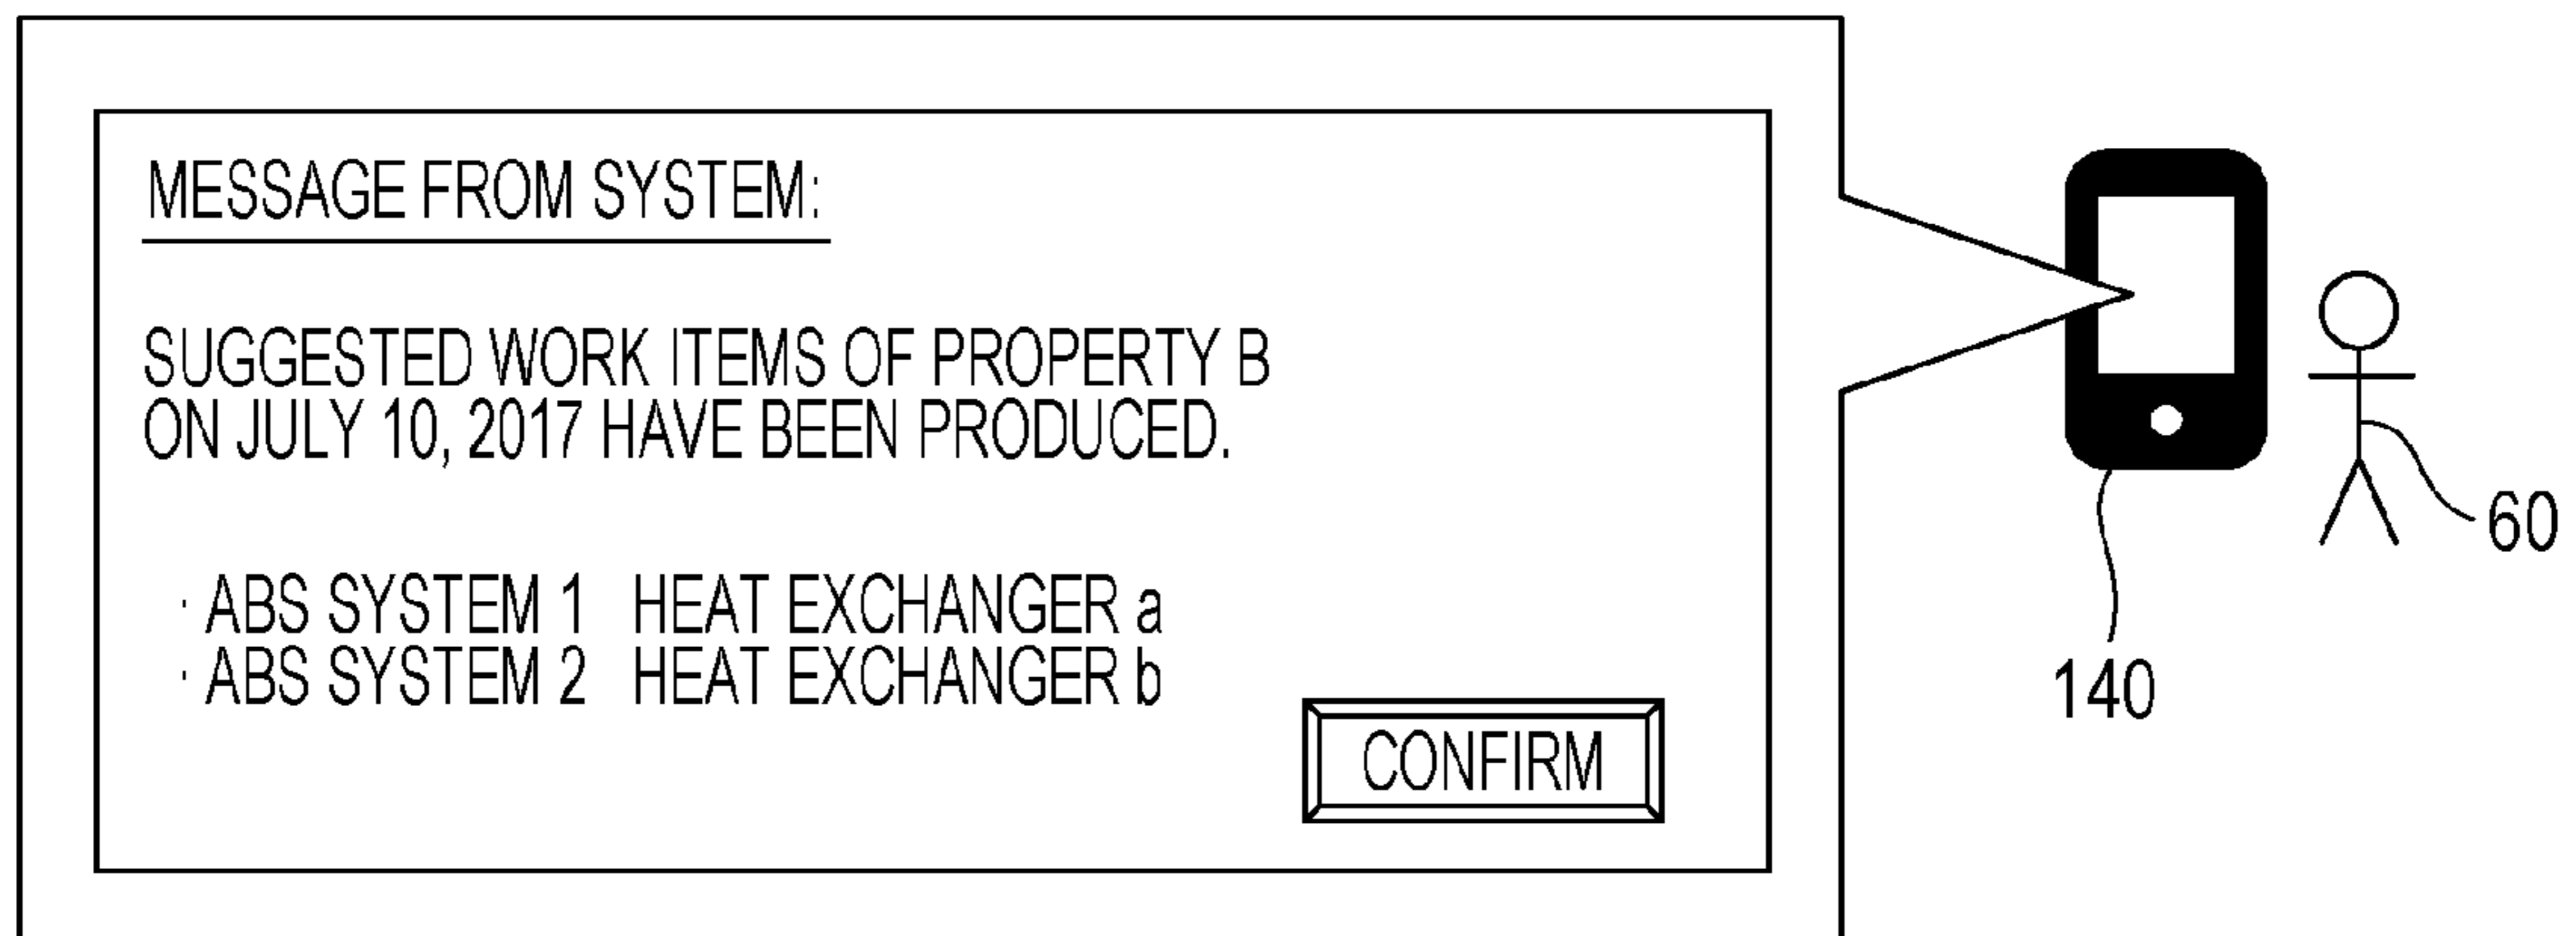 MESSAGE FROM SYSTEM:
SUGGESTED WORK ITEMS OF PROPERTY B
ON JULY 10, 2017 HAVE BEEN PRODUCED.
· ABS SYSTEM 1 HEAT EXCHANGER a
· ABS SYSTEM 2 HEAT EXCHANGER b
CONFIRM
140
60